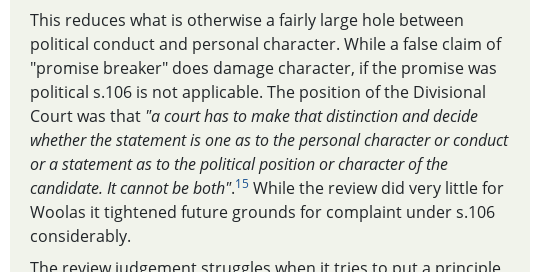 This reduces what is otherwise a fairly large hole between
political conduct and personal character. While a false claim of
"promise breaker" does damage character, if the promise was
political s.106 is not applicable. The position of the Divisional
Court was that "a court has to make that distinction and decide
whether the statement is one as to the personal character or conduct
or a statement as to the political position or character of the
candidate. It cannot be both".15 While the review did very little for
Woolas it tightened future grounds for complaint under s.106
considerably.
The review judgement struggles when it tries to put a principle